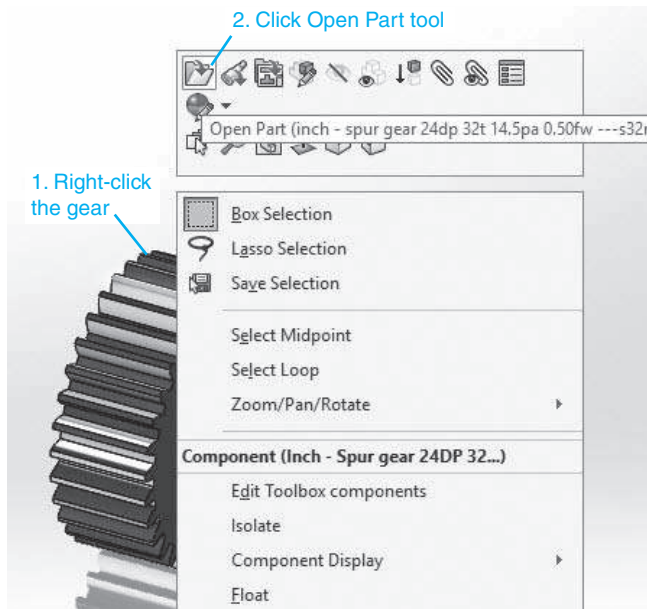 2. Click Open Part tool
Open Part (inch - spur gear 24dp 32t 14.5pa 0.50fw ---s32
1. Right-click
the gear
Box Selection
Lasso Selection
Save Selection
Select Midpoint
Select Loop
Zoom/Pan/Rotate
Component (Inch - Spur gear 24DP 32...)
Edit Toolbox components
Isolate
Component Display
Float